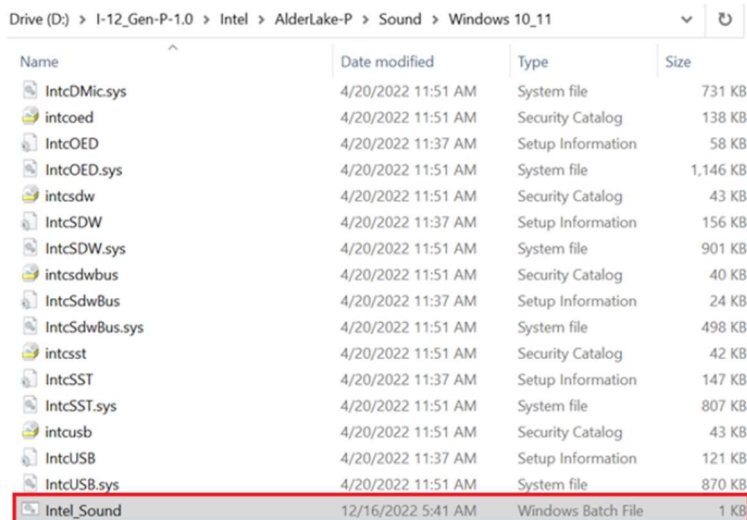 Drive (D:) > I-12_Gen-P-1.0 > Intel > AlderLake-P > Sound > Windows 10_11
Name Date modified Type Size
IntcDMic.sys 4/20/2022 11:51 AM System file 731 KB
intcoed 4/20/2022 11:51 AM Security Catalog 138 KB
IntcOED 4/20/2022 11:37 AM Setup Information 58 KB
IntcOED.sys 4/20/2022 11:51 AM System file 1,146 KB
intcsdw 4/20/2022 11:51 AM Security Catalog 43 KB
IntcSDW 4/20/2022 11:37 AM Setup Information 156 KB
IntcSDW.sys 4/20/2022 11:51 AM System file 901 KB
intcsdwbus 4/20/2022 11:51 AM Security Catalog 40 KB
IntcSdwBus 4/20/2022 11:37 AM Setup Information 24 KB
IntcSdwBus.sys 4/20/2022 11:51 AM System file 498 KB
intcsst 4/20/2022 11:51 AM Security Catalog 42 KB
IntcSST 4/20/2022 11:37 AM Setup Information 147 KB
IntcSST.sys 4/20/2022 11:51 AM System file 807 KB
intcusb 4/20/2022 11:51 AM Security Catalog 43 KB
IntcUSB 4/20/2022 11:37 AM Setup Information 121 KB
IntcUSB.sys 4/20/2022 11:51 AM System file 870 KB
Intel_Sound 12/16/2022 5:41 AM Windows Batch File 1 KB